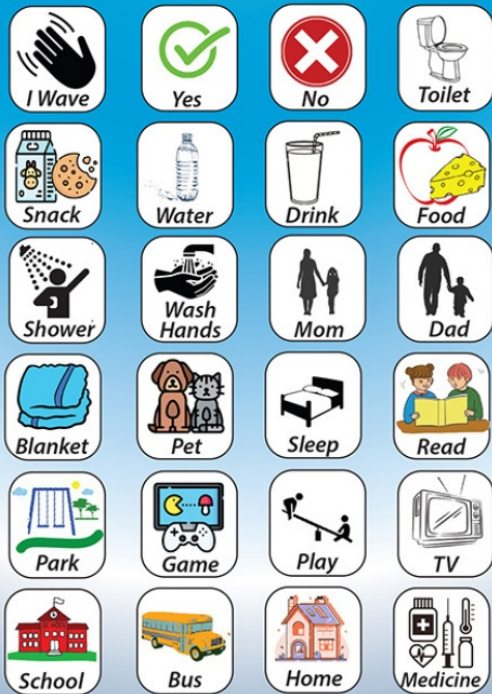 I Wave
Yes
No
Toilet
Snack
Water
Drink
Food
Shower
Wash
Hands
Mom
Dad
Blanket
Pet
Sleep
Read
Park
Game
Play
TV
School
Bus
Home
Medicine